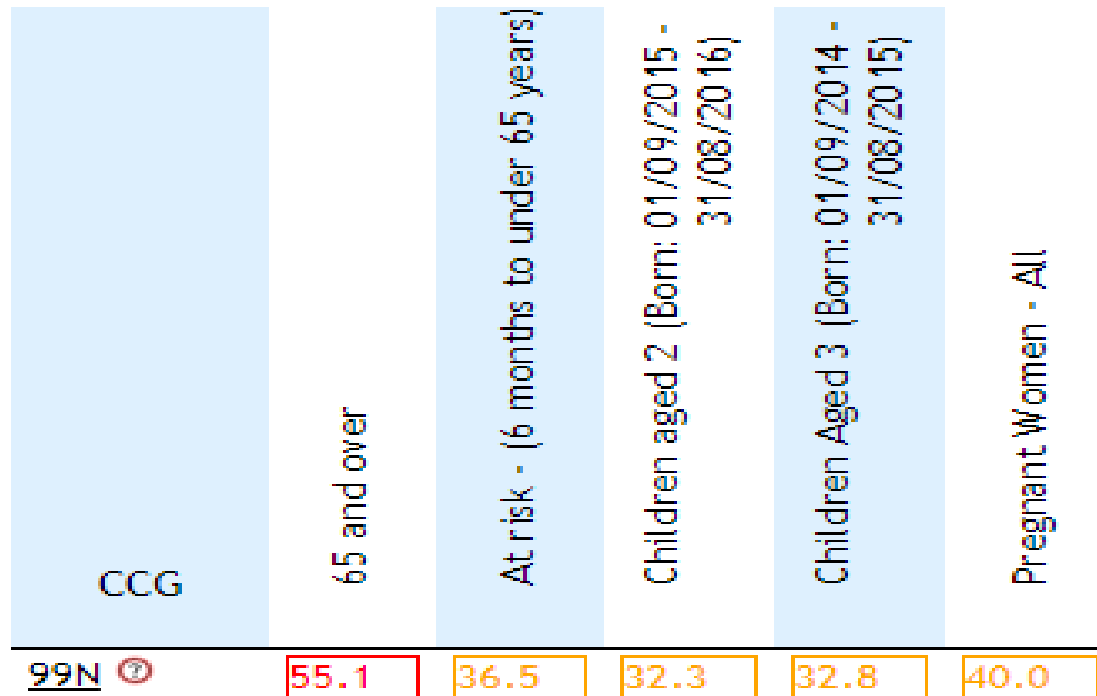 CCG
65 and over
At risk - (6 months to under 65 years)
Children aged 2 (Born: 01/09/2015 -
31/08/2016)
Children Aged 3 (Born: 01/09/2014 -
31/08/2015)
Pregnant Women - All
99N ? 55.1 36.5 32.3 32.8 40.0